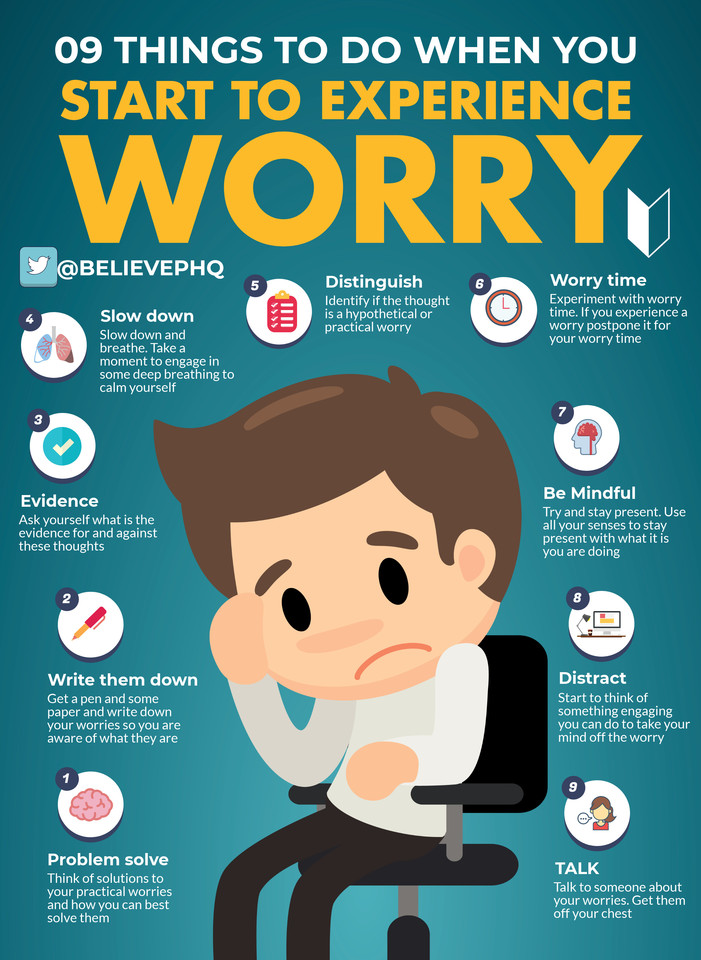 09 THINGS TO DO WHEN YOU
START TO EXPERIENCE
WORRY
@BELIEVEPHQ
1
Problem solve
Think of solutions to
your practical worries
and how you can best
solve them
2
Write them down
Get a pen and some
paper and write down
your worries so you are
aware of what they are
3
Evidence
Ask yourself what is the
evidence for and against
these thoughts
4
Slow down
Slow down and
breathe. Take a
moment to engage in
some deep breathing to
calm yourself
5
Distinguish
Identify if the thought
is a hypothetical or
practical worry
6
Worry time
Experiment with worry
time. If you experience a
worry postpone it for
your worry time
7
Be Mindful
Try and stay present. Use
all your senses to stay
present with what it is
you are doing
8
Distract
Start to think of
something engaging
you can do to take your
mind off the worry
9
TALK
Talk to someone about
your worries. Get them
off your chest